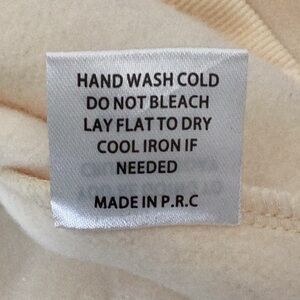 HAND WASH COLD
DO NOT BLEACH
LAY FLAT TO DRY
COOL IRON IF
NEEDED
MADE IN P.R.C